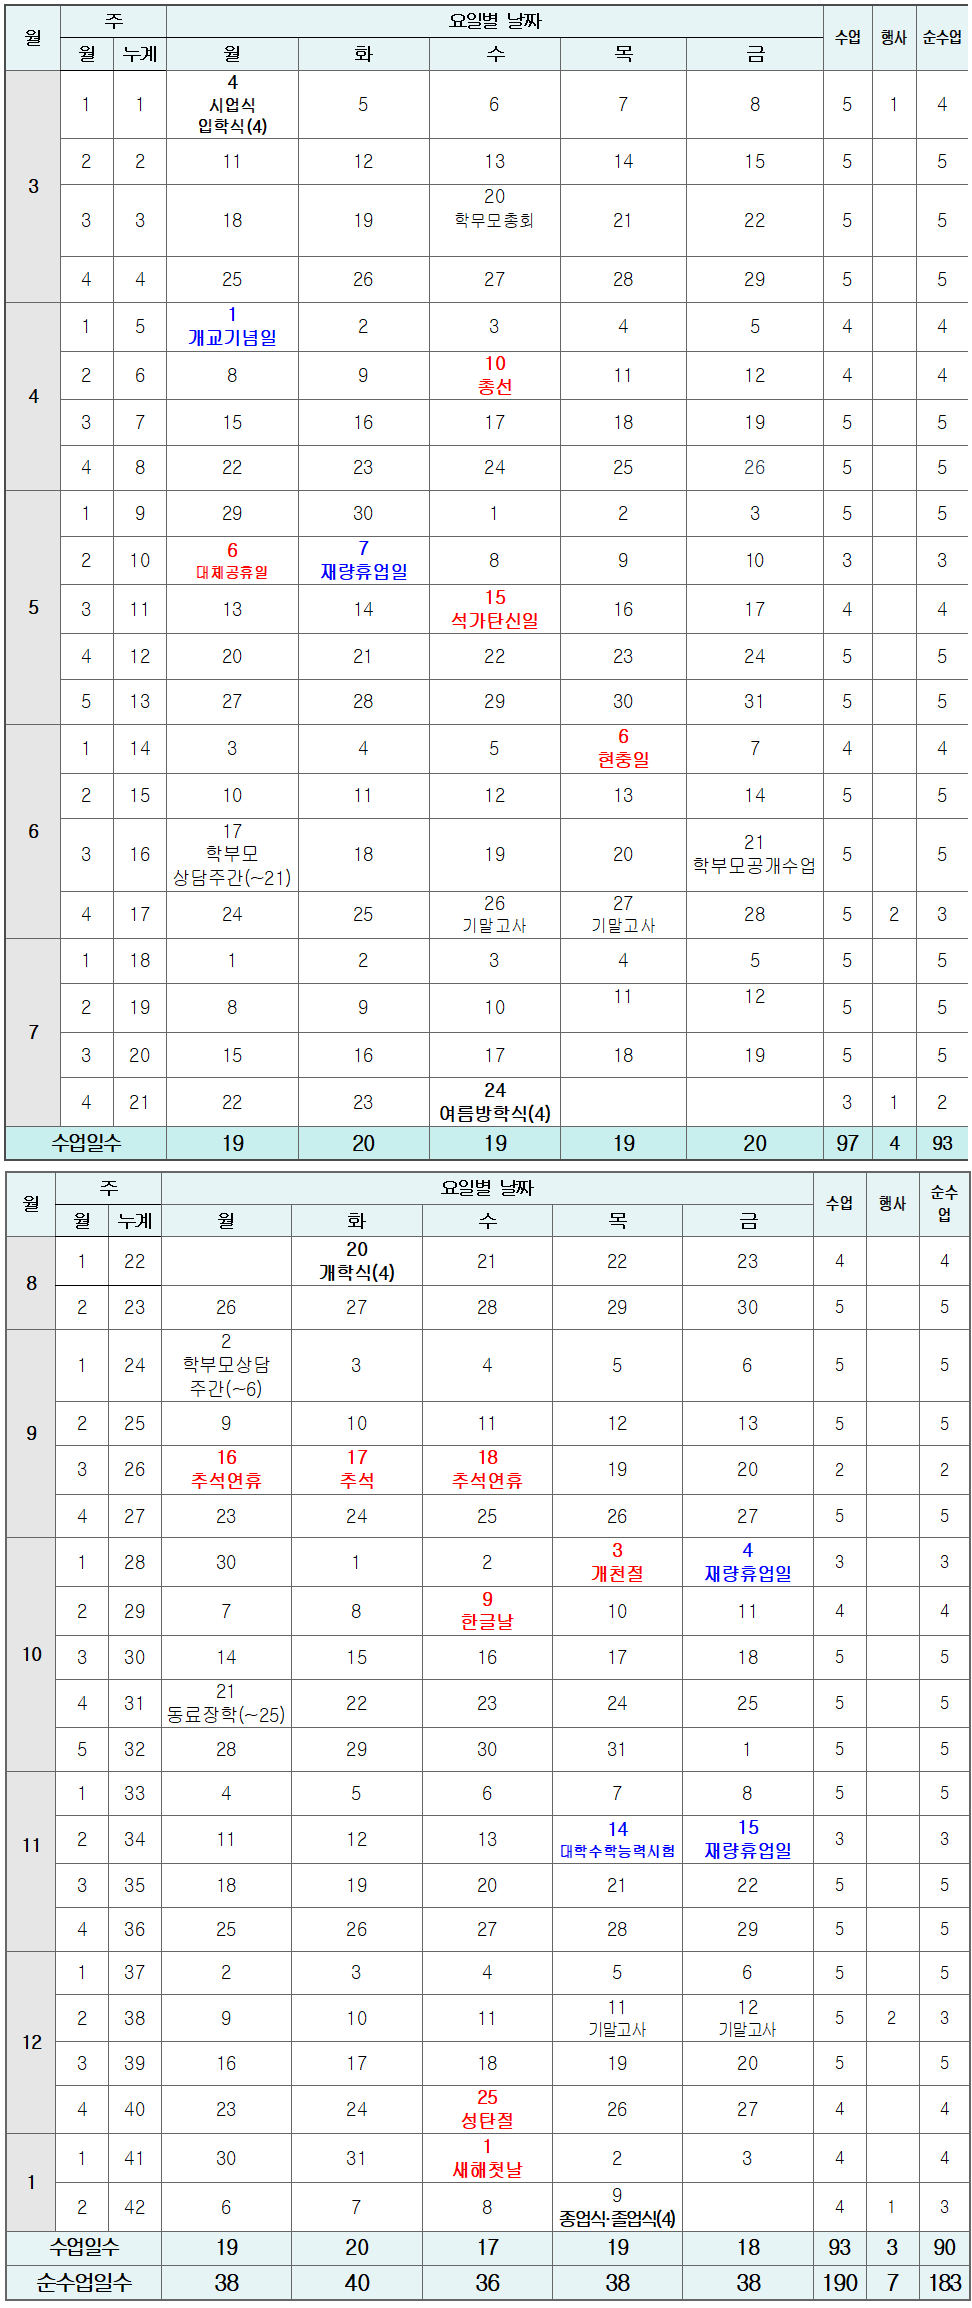 월 주 요일별 날짜 수업 행사 순수업
월 누계 월 화 수 목 금
3 1 1 4 시업식 입학식(4) 5 6 7 8 5 1 4
2 2 11 12 13 14 15 5 5
3 3 18 19 20 학무모총회 21 22 5 5
4 4 25 26 27 28 29 5 5
4 1 5 1 개교기념일 2 3 4 5 4 4
2 6 8 9 10 총선 11 12 4 4
3 7 15 16 17 18 19 5 5
4 8 22 23 24 25 26 5 5
5 1 9 29 30 1 2 3 5 5
2 10 6 대체공휴일 7 재량휴업일 8 9 10 3 3
3 11 13 14 15 석가탄신일 16 17 4 4
4 12 20 21 22 23 24 5 5
5 13 27 28 29 30 31 5 5
6 1 14 3 4 5 6 현충일 7 4 4
2 15 10 11 12 13 14 5 5
3 16 17 학부모 상담주간(~21) 18 19 20 21 학부모공개수업 5 5
4 17 24 25 26 기말고사 27 기말고사 28 5 2 3
7 1 18 1 2 3 4 5 5 5
2 19 8 9 10 11 12 5 5
3 20 15 16 17 18 19 5 5
4 21 22 23 24 여름방학식(4) 3 1 2
수업일수 19 20 19 19 20 97 4 93
월 주 요일별 날짜 수업 행사 순수업
월 누계 월 화 수 목 금
8 1 22 20 개학식(4) 21 22 23 4 4
2 23 26 27 28 29 30 5 5
9 1 24 2 학부모상담 주간(~6) 3 4 5 6 5 5
2 25 9 10 11 12 13 5 5
3 26 16 추석연휴 17 추석 18 추석연휴 19 20 2 2
4 27 23 24 25 26 27 5 5
10 1 28 30 1 2 3 개천절 4 재량휴업일 3 3
2 29 7 8 9 한글날 10 11 4 4
3 30 14 15 16 17 18 5 5
4 31 21 동료장학(~25) 22 23 24 25 5 5
5 32 28 29 30 31 1 5 5
11 1 33 4 5 6 7 8 5 5
2 34 11 12 13 14 대학수학능력시험 15 재량휴업일 3 3
3 35 18 19 20 21 22 5 5
4 36 25 26 27 28 29 5 5
12 1 37 2 3 4 5 6 5 5
2 38 9 10 11 11 기말고사 12 기말고사 5 2 3
3 39 16 17 18 19 20 5 5
4 40 23 24 25 성탄절 26 27 4 4
1 1 41 30 31 1 새해첫날 2 3 4 4
2 42 6 7 8 9 종업식·졸업식(4) 4 1 3
수업일수 19 20 17 19 18 93 3 90
순수업일수 38 40 36 38 38 190 7 183